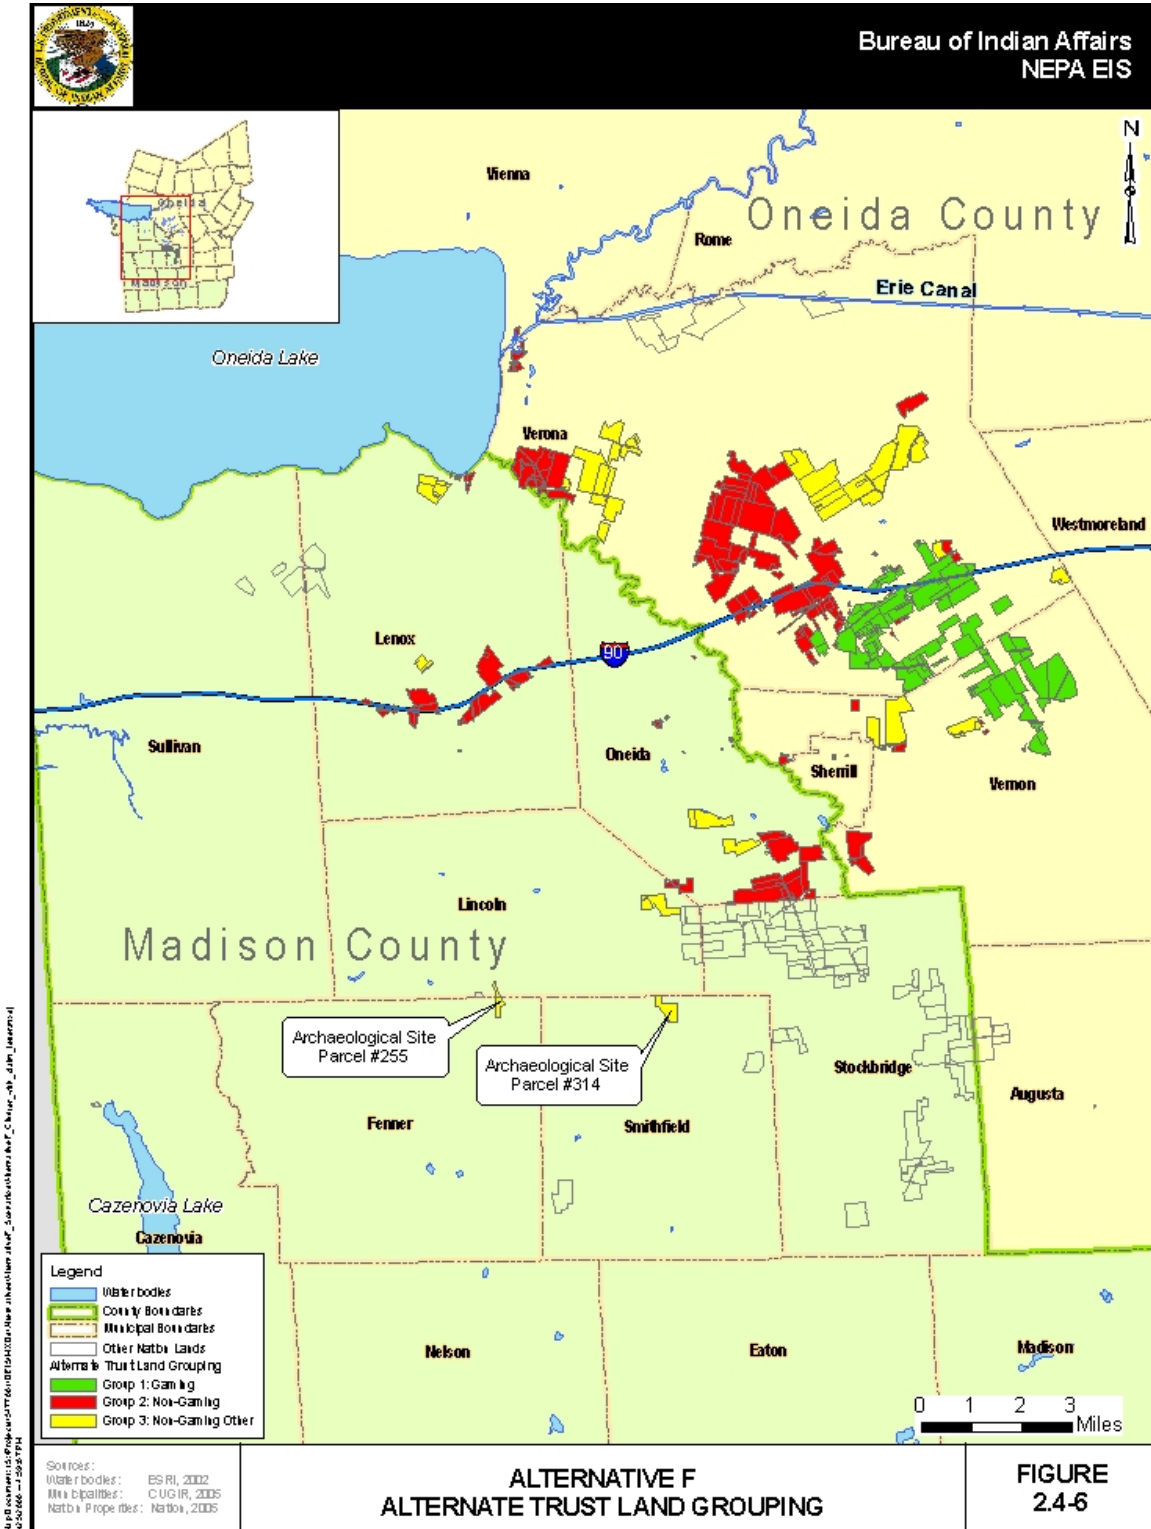 Bureau of Indian Affairs
NEPA EIS
N
Vienna
Oneida County
Rome
Erie Canal
Oneida
Madison
Oneida Lake
Verona
Westmoreland
Lenox
90
Sullivan
Oneida
Sherrill
Vernon
Lincoln
Madison County
Archaeological Site
Parcel #255
Archaeological Site
Parcel #314
Stockbridge
Augusta
Fenner
Smithfield
Cazenovia Lake
Cazenovia
Legend
Water bodies
County Boundaries
Municipal Boundaries
Other Nation Lands
Alternate Trust Land Grouping
Group 1: Gaming
Group 2: Non-Gaming
Group 3: Non-Gaming Other
Nelson
Eaton
Madison
0 1 2 3
Miles
Sources:
Water bodies: ESRI, 2002
Municipalities: CUGIR, 2005
Nation Properties: Nation, 2005
ALTERNATIVE F
ALTERNATE TRUST LAND GROUPING
FIGURE
2.4-6